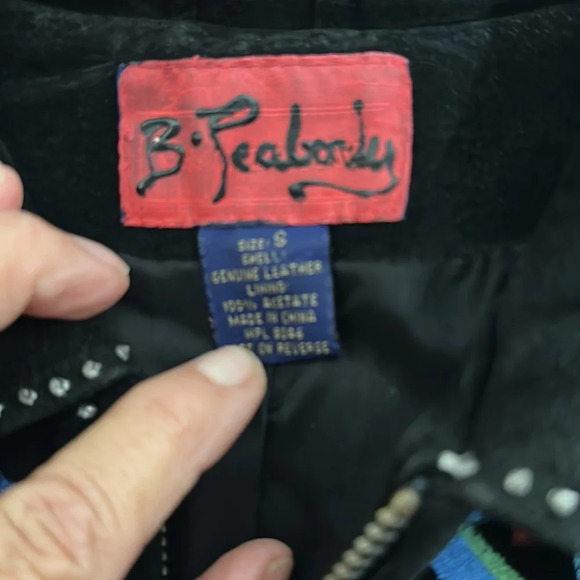 B. Peabody
SIZE: S
SHELL:
GENUINE LEATHER
LINING:
100% ACETATE
MADE IN CHINA
ON REVERSE